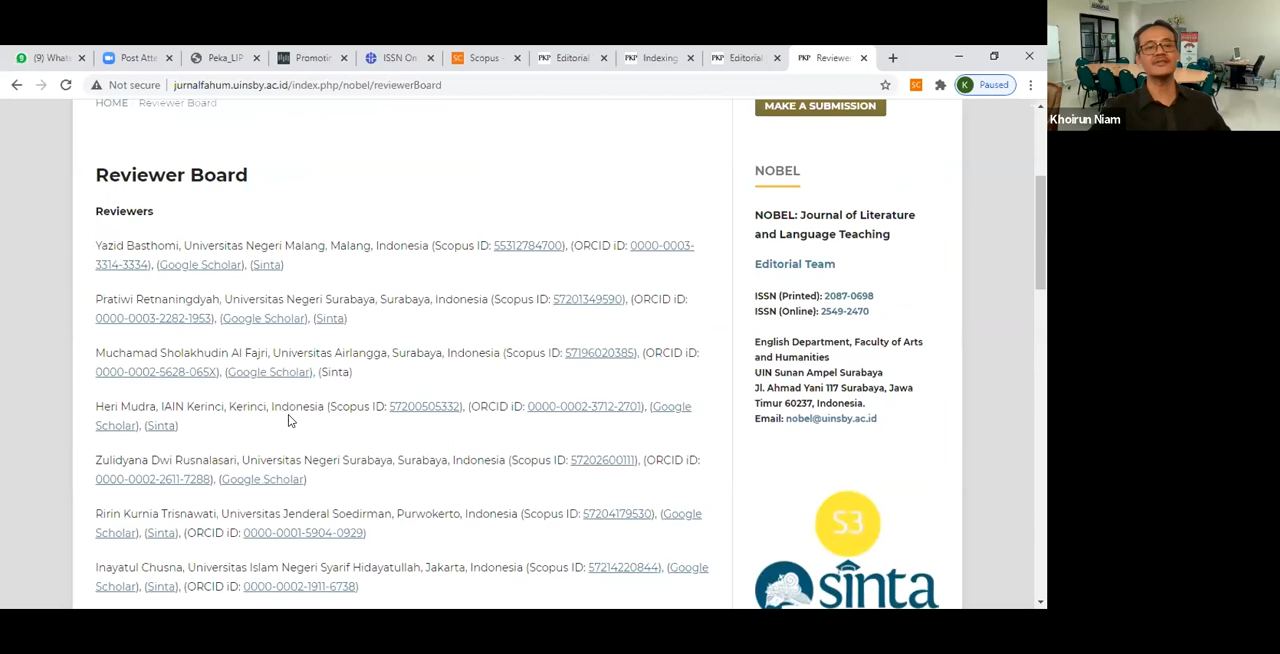 (9) Whats
Post Atte
Peka_LIP
Promotin
ISSN On
Scopus -
PKP Editorial
PKP Indexing
PKP Editorial
PKP Reviewe
Not secure jurnalfahum.uinsby.ac.id/index.php/nobel/reviewerBoard
SC
K Paused
Khoirun Niam
HOME Reviewer Board
MAKE A SUBMISSION
Reviewer Board
Reviewers
Yazid Basthomi, Universitas Negeri Malang, Malang, Indonesia (Scopus ID: 55312784700), (ORCID iD: 0000-0003-
3314-3334), (Google Scholar), (Sinta)
Pratiwi Retnaningdyah, Universitas Negeri Surabaya, Surabaya, Indonesia (Scopus ID: 57201349590), (ORCID iD:
0000-0003-2282-1953), (Google Scholar), (Sinta)
Muchamad Sholakhudin Al Fajri, Universitas Airlangga, Surabaya, Indonesia (Scopus ID: 57196020385), (ORCID iD:
0000-0002-5628-065X), (Google Scholar), (Sinta)
Heri Mudra, IAIN Kerinci, Kerinci, Indonesia (Scopus ID: 57200505332), (ORCID iD: 0000-0002-3712-2701), (Google
Scholar), (Sinta)
Zulidyana Dwi Rusnalasari, Universitas Negeri Surabaya, Surabaya, Indonesia (Scopus ID: 57202600111), (ORCID iD:
0000-0002-2611-7288), (Google Scholar)
Ririn Kurnia Trisnawati, Universitas Jenderal Soedirman, Purwokerto, Indonesia (Scopus ID: 57204179530), (Google
Scholar), (Sinta), (ORCID iD: 0000-0001-5904-0929)
Inayatul Chusna, Universitas Islam Negeri Syarif Hidayatullah, Jakarta, Indonesia (Scopus ID: 57214220844), (Google
Scholar), (Sinta), (ORCID iD: 0000-0002-1911-6738)
NOBEL
NOBEL: Journal of Literature
and Language Teaching
Editorial Team
ISSN (Printed): 2087-0698
ISSN (Online): 2549-2470
English Department, Faculty of Arts
and Humanities
UIN Sunan Ampel Surabaya
Jl. Ahmad Yani 117 Surabaya, Jawa
Timur 60237, Indonesia.
Email: nobel@uinsby.ac.id
S3
sinta